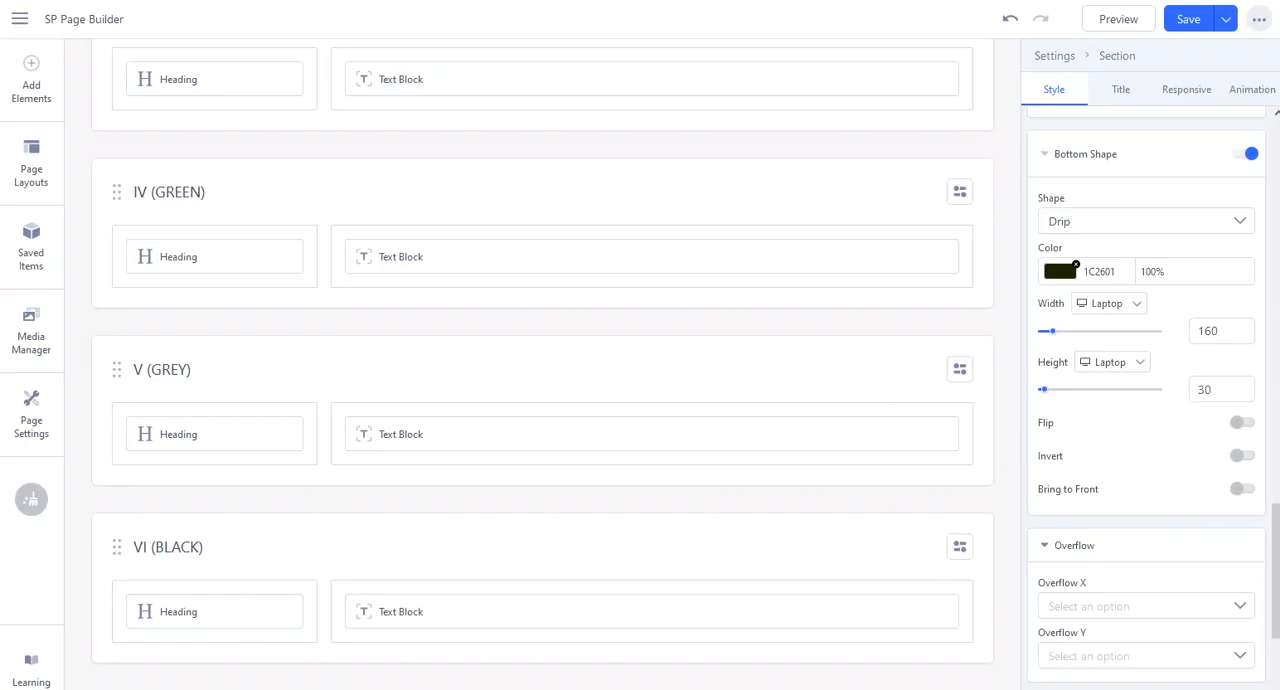 SP Page Builder
Preview
Save
Add
Elements
Page
Layouts
Saved
Items
Media
Manager
Page
Settings
Learning
H Heading
T Text Block
IV (GREEN)
H Heading
T Text Block
V (GREY)
H Heading
T Text Block
VI (BLACK)
H Heading
T Text Block
Settings > Section
Style Title Responsive Animation
Bottom Shape
Shape
Drip
Color
1C2601 100%
Width Laptop
160
Height Laptop
30
Flip
Invert
Bring to Front
Overflow
Overflow X
Select an option
Overflow Y
Select an option